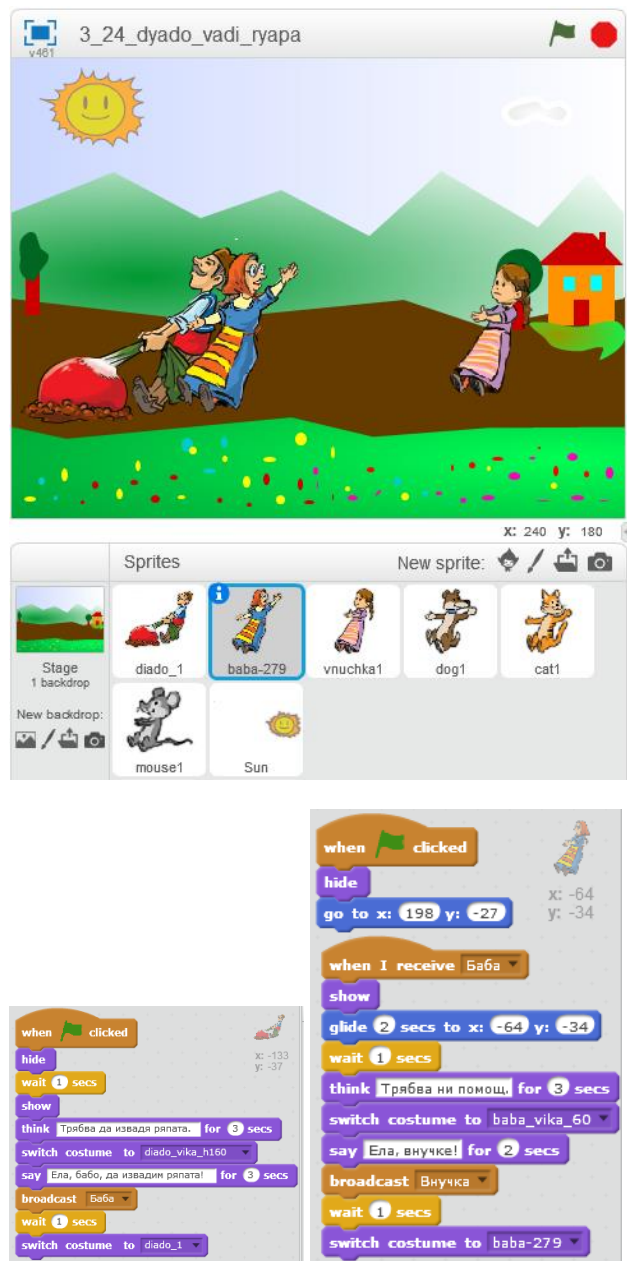 3_24_dyado_vadi_ryapa
v461
X: 240 Y: 180
Sprites
New sprite:
Stage
1 backdrop
New backdrop:
diado_1
baba-279
vnuchka1
dog1
cat1
mouse1
Sun
when clicked
hide
wait 1 secs
show
think Трябва да извадя ряпата. for 3 secs
switch costume to diado_vika_h160
say Ела, бабо, да извадим ряпата! for 3 secs
broadcast Баба
wait 1 secs
switch costume to diado_1
x: -133
y: -37
when clicked
hide
go to x: 198 y: -27
x: -64
y: -34
when I receive Баба
show
glide 2 secs to x: -64 y: -34
wait 1 secs
think Трябва ни помощ. for 3 secs
switch costume to baba_vika_60
say Ела, внучке! for 2 secs
broadcast Внучка
wait 1 secs
switch costume to baba-279